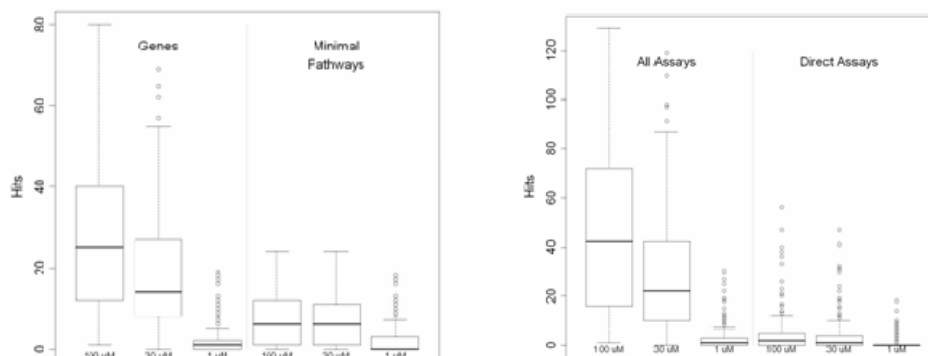 Genes
Minimal
Pathways
Hits
80
60
40
20
0
100 uM
30 uM
1 uM
100 uM
30 uM
1 uM
All Assays
Direct Assays
Hits
120
100
80
60
40
20
0
100 uM
30 uM
1 uM
100 uM
30 uM
1 uM